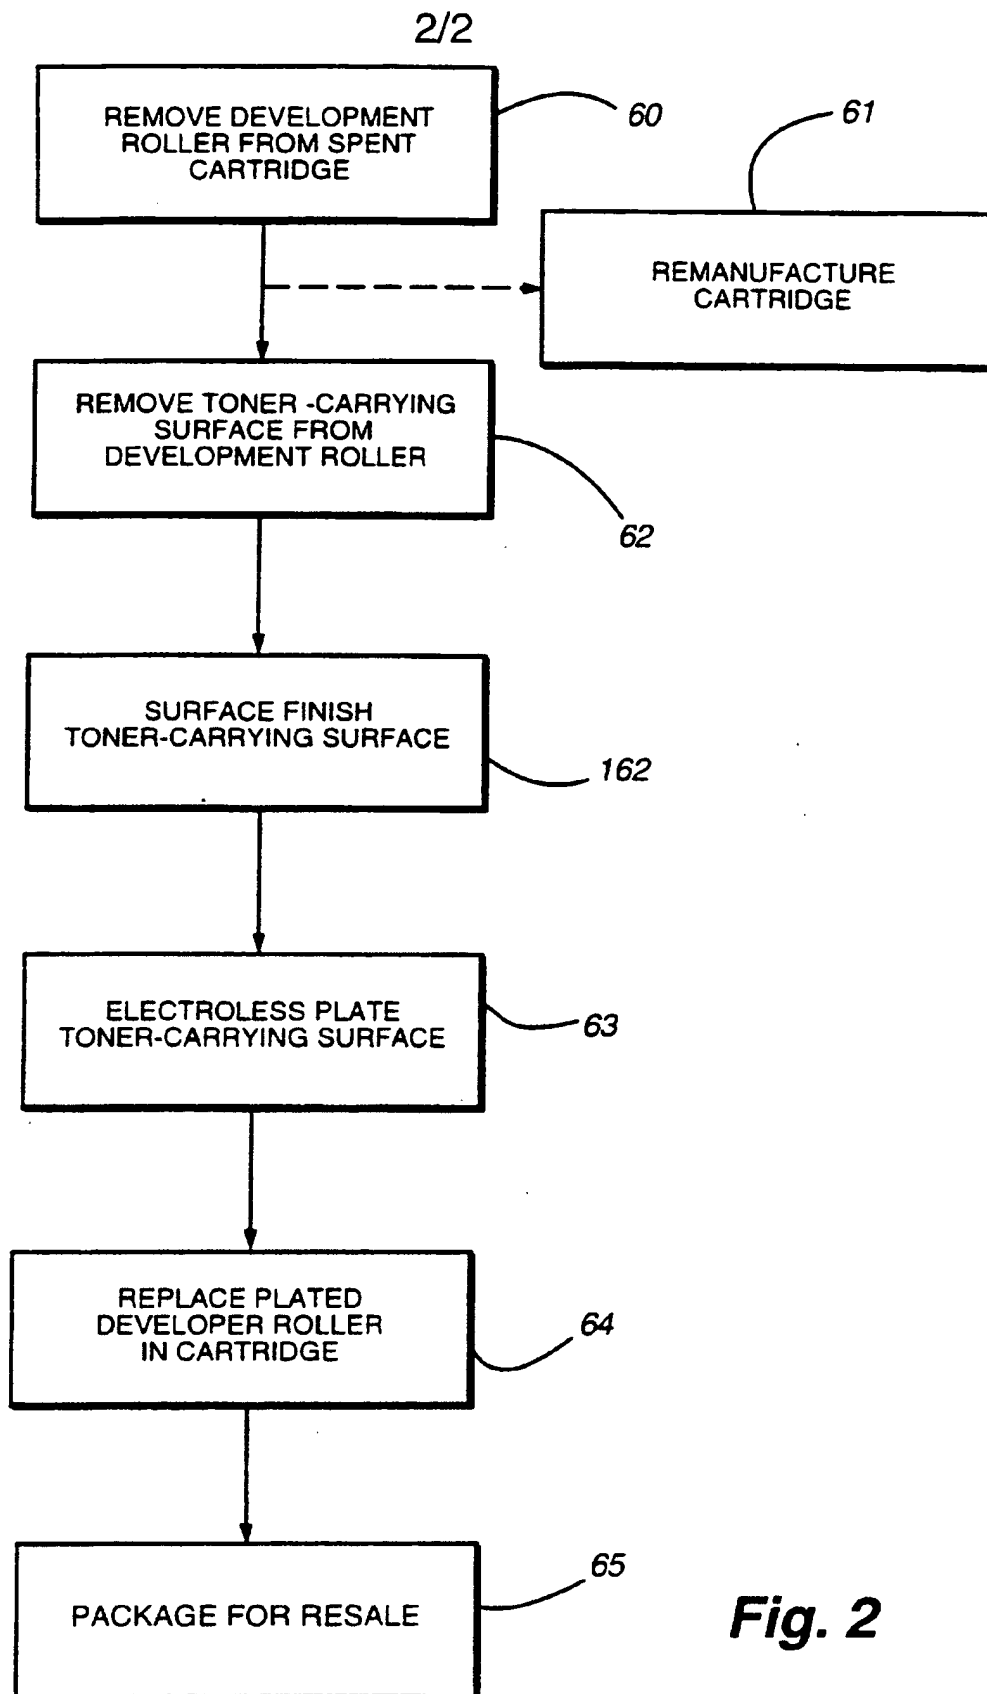 2/2
REMOVE DEVELOPMENT
ROLLER FROM SPENT
CARTRIDGE
60
61
REMANUFACTURE
CARTRIDGE
REMOVE TONER -CARRYING
SURFACE FROM
DEVELOPMENT ROLLER
62
SURFACE FINISH
TONER-CARRYING SURFACE
162
ELECTROLESS PLATE
TONER-CARRYING SURFACE
63
REPLACE PLATED
DEVELOPER ROLLER
IN CARTRIDGE
64
PACKAGE FOR RESALE
65
Fig. 2